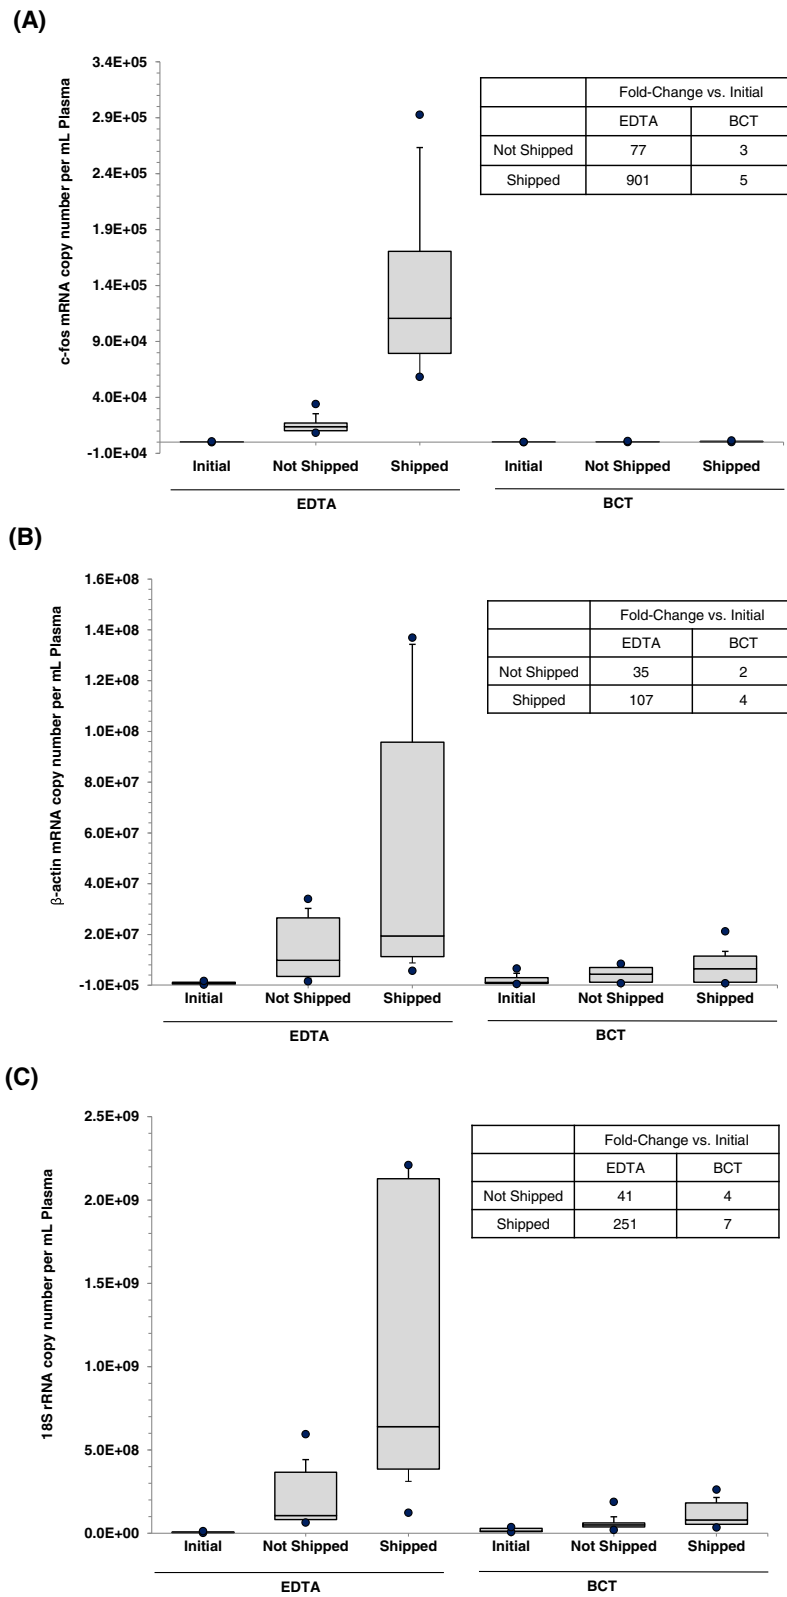 (A)
c-fos mRNA copy number per mL Plasma
3.4E+05
2.9E+05
2.4E+05
1.9E+05
1.4E+05
9.0E+04
4.0E+04
-1.0E+04
Fold-Change vs. Initial
EDTA BCT
Not Shipped 77 3
Shipped 901 5
Initial Not Shipped Shipped Initial Not Shipped Shipped
EDTA BCT
(B)
β-actin mRNA copy number per mL Plasma
1.6E+08
1.4E+08
1.2E+08
1.0E+08
8.0E+07
6.0E+07
4.0E+07
2.0E+07
-1.0E+05
Fold-Change vs. Initial
EDTA BCT
Not Shipped 35 2
Shipped 107 4
Initial Not Shipped Shipped Initial Not Shipped Shipped
EDTA BCT
(C)
18S rRNA copy number per mL Plasma
2.5E+09
2.0E+09
1.5E+09
1.0E+09
5.0E+08
0.0E+00
Fold-Change vs. Initial
EDTA BCT
Not Shipped 41 4
Shipped 251 7
Initial Not Shipped Shipped Initial Not Shipped Shipped
EDTA BCT